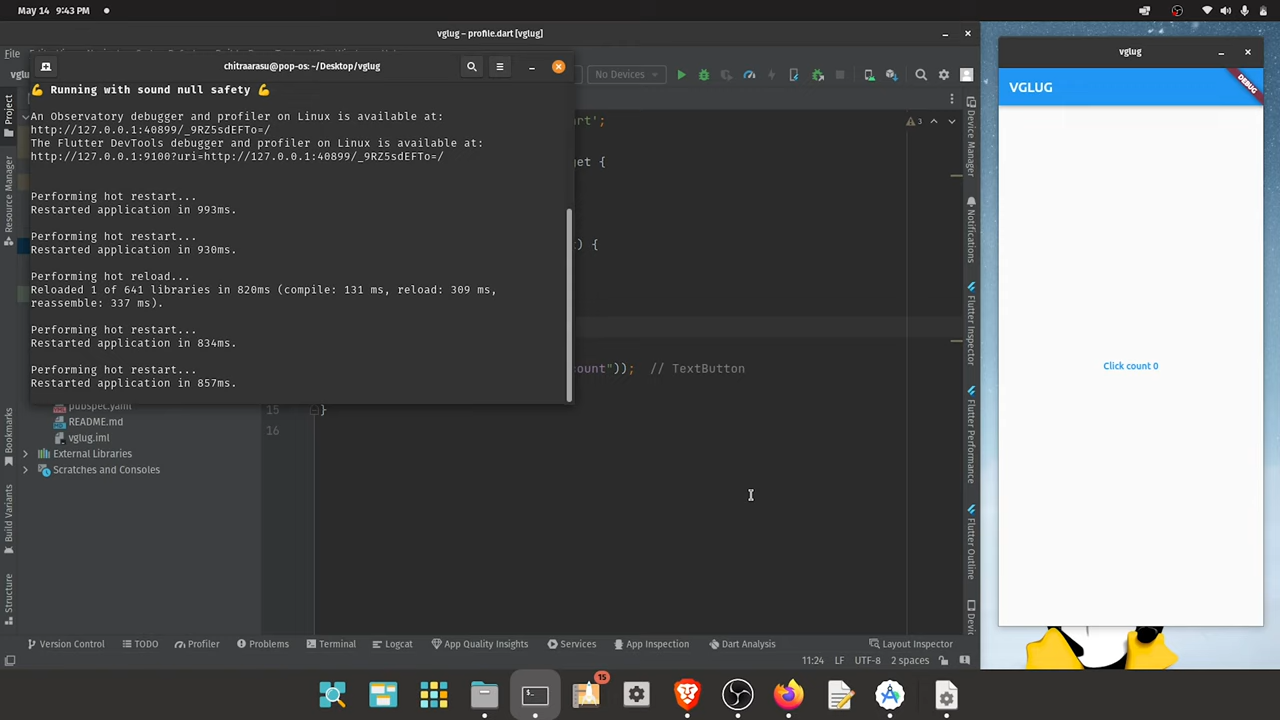 May 14 9:43 PM
vglug – profile.dart [vglug]
File
chitraarasu@pop-os: ~/Desktop/vglug
No Devices
💪 Running with sound null safety 💪
An Observatory debugger and profiler on Linux is available at:
http://127.0.0.1:40899/_9RZ5sdEFTo=/
The Flutter DevTools debugger and profiler on Linux is available at:
http://127.0.0.1:9100?uri=http://127.0.0.1:40899/_9RZ5sdEFTo=/
Performing hot restart...
Restarted application in 993ms.
Performing hot restart...
Restarted application in 930ms.
Performing hot reload...
Reloaded 1 of 641 libraries in 820ms (compile: 131 ms, reload: 309 ms,
reassemble: 337 ms).
Performing hot restart...
Restarted application in 834ms.
Performing hot restart...
Restarted application in 857ms.
art';
3
get {
t) {
ount")); // TextButton
15 }
16
pubspec.yaml
README.md
vglug.iml
External Libraries
Scratches and Consoles
Project
Resource Manager
Bookmarks
Build Variants
Structure
Device Manager
Notifications
Flutter Inspector
Flutter Performance
Flutter Outline
Version Control
TODO
Profiler
Problems
Terminal
Logcat
App Quality Insights
Services
App Inspection
Dart Analysis
Layout Inspector
11:24 LF UTF-8 2 spaces
vglug
VGLUG
DEBUG
Click count 0
15